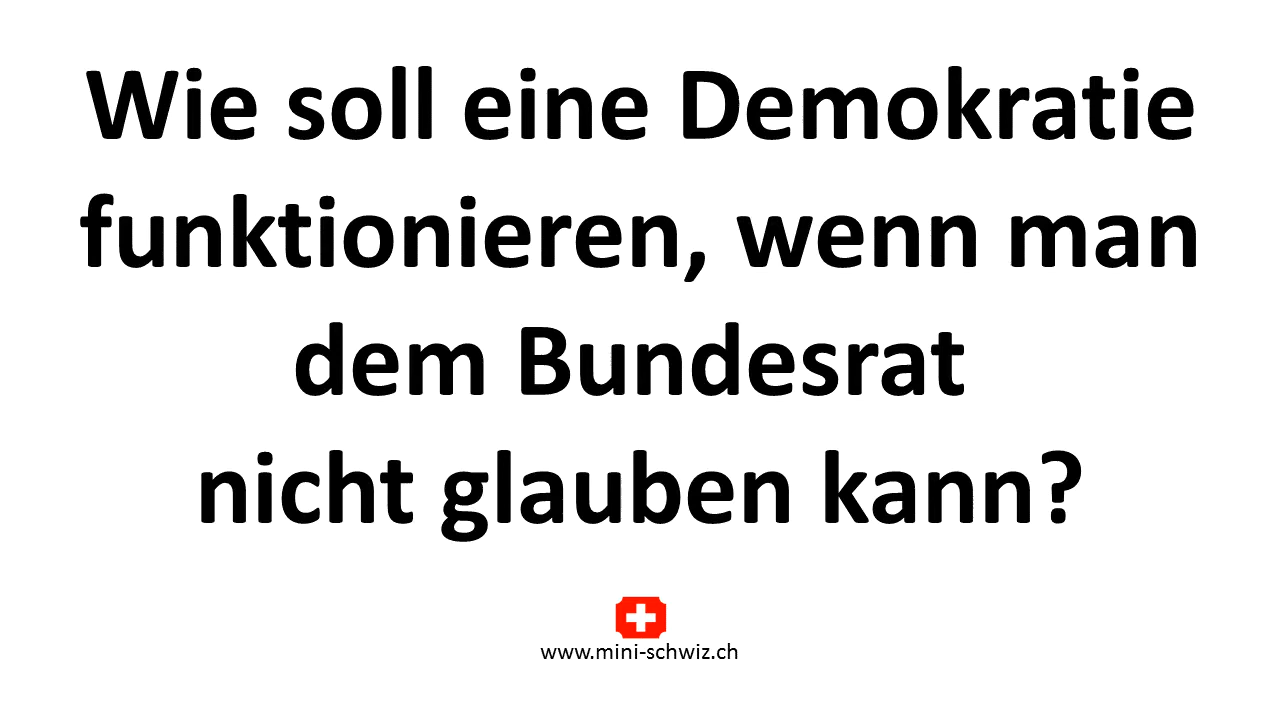 Wie soll eine Demokratie
funktionieren, wenn man
dem Bundesrat
nicht glauben kann?
www.mini-schwiz.ch